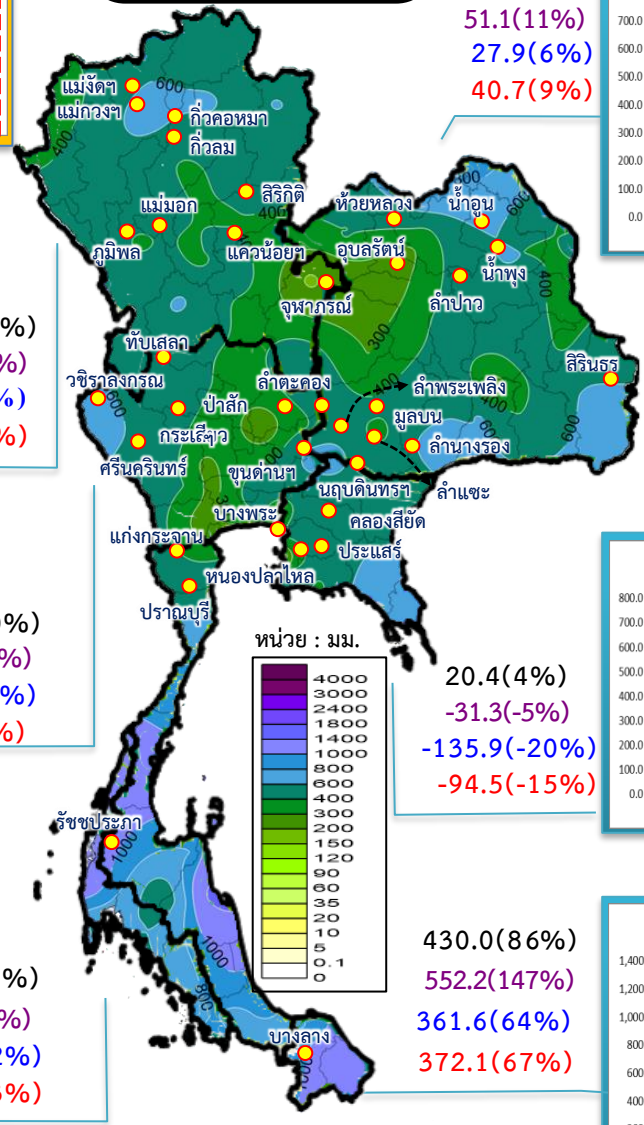 51.1(11%)
27.9(6%)
40.7(9%)
700.0
600.0
500.0
400.0
300.0
200.0
100.0
0.0
600
400
แม่งัดฯ
แม่กวงฯ
กิ่วคอหมา
กิ่วลม
สิริกิติ
แม่มอก
ภูมิพล
แควน้อยฯ
400
ห้วยหลวง
น้ำอูน
600
อุบลรัตน์
น้ำพุง
จุฬาภรณ์
ลำปาว
400
300
ทับเสลา
สิรินธร
วชิราลงกรณ
600
ลำตะคอง
400
ลำพระเพลิง
400
ป่าสัก
มูลบน
กระเสียว
ลำนางรอง
600
ศรีนครินทร์
ขุนด่านฯ
ลำแซะ
นฤบดินทรฯ
บางพระ
คลองสียัด
แก่งกระจาน
ประแสร์
หนองปลาไหล
ปราณบุรี
%)
%)
%)
%)
%)
%)
%)
%)
หน่วย : มม.
4000
3000
2400
1800
1400
1000
800
600
400
300
200
150
120
90
60
35
20
10
5
0.1
0
20.4(4%)
-31.3(-5%)
-135.9(-20%)
-94.5(-15%)
800.0
700.0
600.0
500.0
400.0
300.0
200.0
100.0
0.0
รัชชประภา
1000
1000
800
บางลาง
%)
%)
2%)
%)
430.0(86%)
552.2(147%)
361.6(64%)
372.1(67%)
1,400
1,200
1,000
800
600
400
200